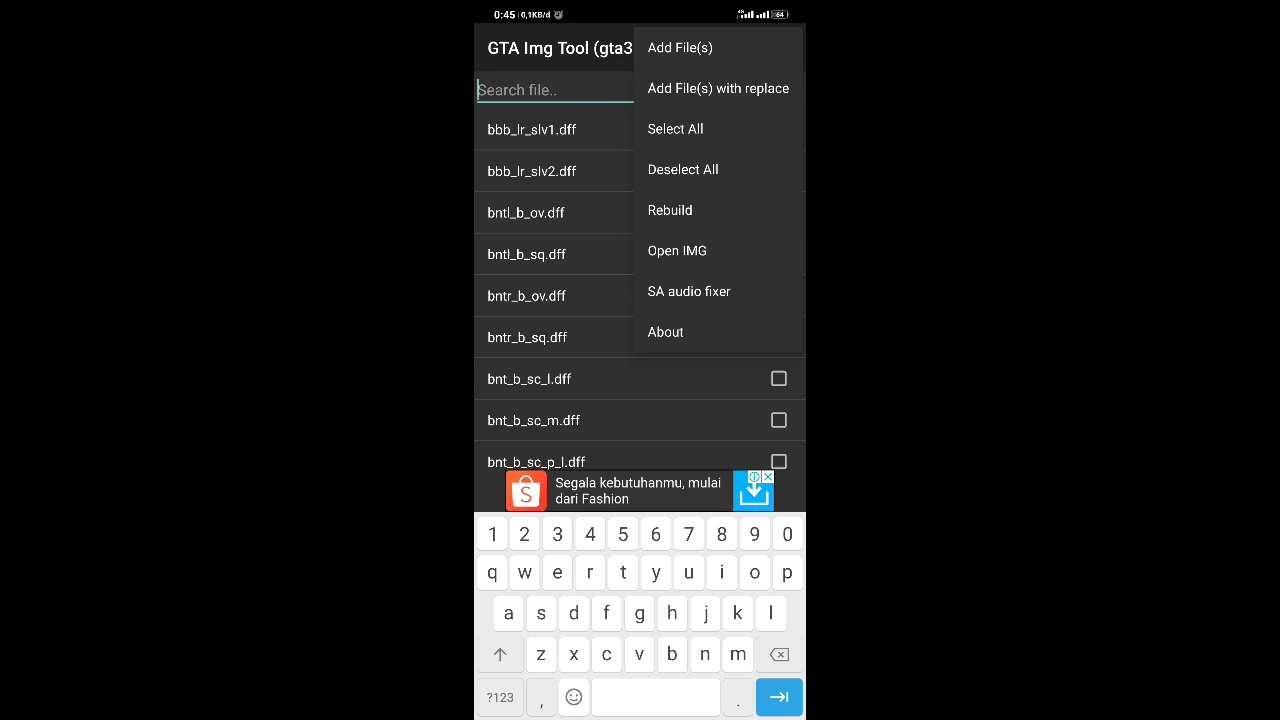 0:45 0,1KB/d 4G 64
GTA Img Tool (gta3
Search file..
bbb_lr_slv1.dff
bbb_lr_slv2.dff
bntl_b_ov.dff
bntl_b_sq.dff
bntr_b_ov.dff
bntr_b_sq.dff
bnt_b_sc_l.dff
bnt_b_sc_m.dff
bnt_b_sc_p_l.dff
Add File(s)
Add File(s) with replace
Select All
Deselect All
Rebuild
Open IMG
SA audio fixer
About
S
Segala kebutuhanmu, mulai
dari Fashion
1 2 3 4 5 6 7 8 9 0
q w e r t y u i o p
a s d f g h j k l
z x c v b n m
?123 , .